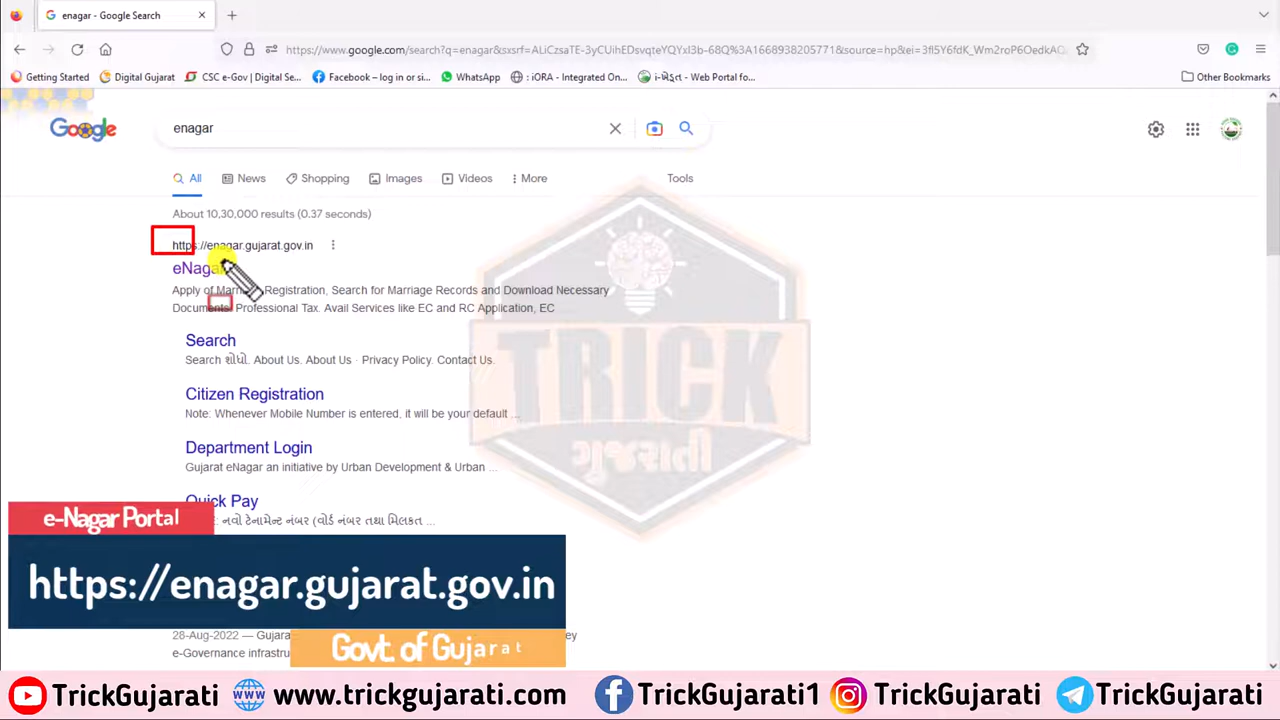 enagar - Google Search
https://www.google.com/search?q=enagar&sxsrf=ALiCzsaTE-3yCUihEDsvqteYQYxI3b-68Q%3A1668938205771&source=hp&ei=3fl5Y6fdK_Wm2roP6OedkAQ
Getting Started Digital Gujarat CSC e-Gov | Digital Se... Facebook – log in or si... WhatsApp : iORA - Integrated On... i-ખેડૂત - Web Portal fo... Other Bookmarks
Google enagar
All News Shopping Images Videos More Tools
About 10,30,000 results (0.37 seconds)
https://enagar.gujarat.gov.in
eNagar
Apply of Marriage Registration, Search for Marriage Records and Download Necessary
Documents. Professional Tax. Avail Services like EC and RC Application, EC
Search
Search શોધો. About Us. About Us · Privacy Policy. Contact Us.
Citizen Registration
Note: Whenever Mobile Number is entered, it will be your default ...
Department Login
Gujarat eNagar an initiative by Urban Development & Urban ...
Quick Pay
નવો ટેનામેન્ટ નંબર (વોર્ડ નંબર તથા મિલકત ...
TRICK
ગુજરાતી
e-Nagar Portal
https://enagar.gujarat.gov.in
28-Aug-2022 — Gujara
e-Governance infrastru
Govt. of Gujarat
TrickGujarati www.trickgujarati.com TrickGujarati1 TrickGujarati TrickGujarati